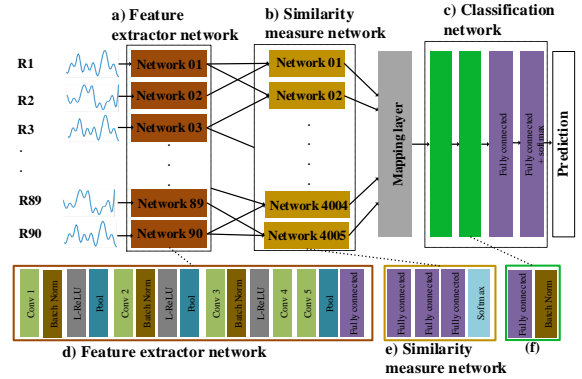 a) Feature
extractor network
b) Similarity
measure network
c) Classification
network
R1
R2
R3
.
.
.
R89
R90
Network 01
Network 02
Network 03
.
.
.
Network 89
Network 90
Network 01
Network 02
.
.
.
Network 4004
Network 4005
Mapping layer
Fully connected
Fully connected
+ softmax
Prediction
Conv 1
Batch Norm
L-ReLU
Pool
Conv 2
Batch Norm
L-ReLU
Pool
Conv 3
Batch Norm
L-ReLU
Conv 4
Conv 5
Pool
Fully connected
d) Feature extractor network
Fully connected
Fully connected
Fully connected
Softmax
e) Similarity
measure network
Fully connected
Batch Norm
(f)